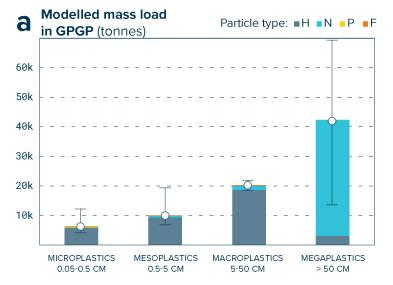 a Modelled mass load
in GPGP (tonnes)
Particle type: H N P F
60k
50k
40k
30k
20k
10k
MICROPLASTICS MESOPLASTICS MACROPLASTICS MEGAPLASTICS
0.05-0.5 CM 0.5-5 CM 5-50 CM > 50 CM